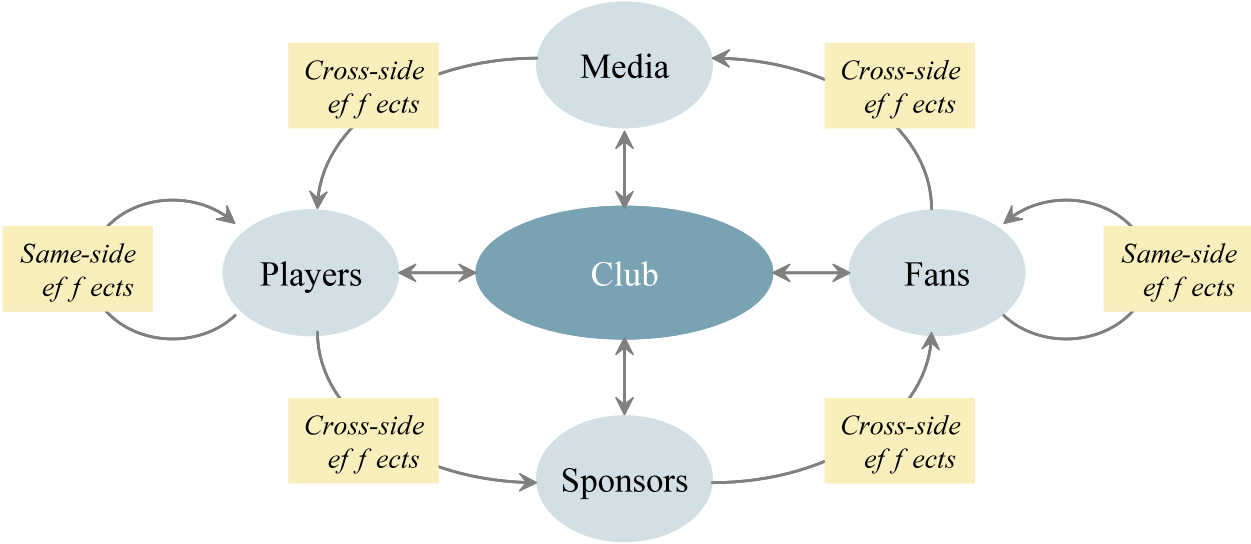 Media
Cross-side
ef f ects
Cross-side
ef f ects
Same-side
ef f ects
Players
Club
Fans
Same-side
ef f ects
Cross-side
ef f ects
Sponsors
Cross-side
ef f ects